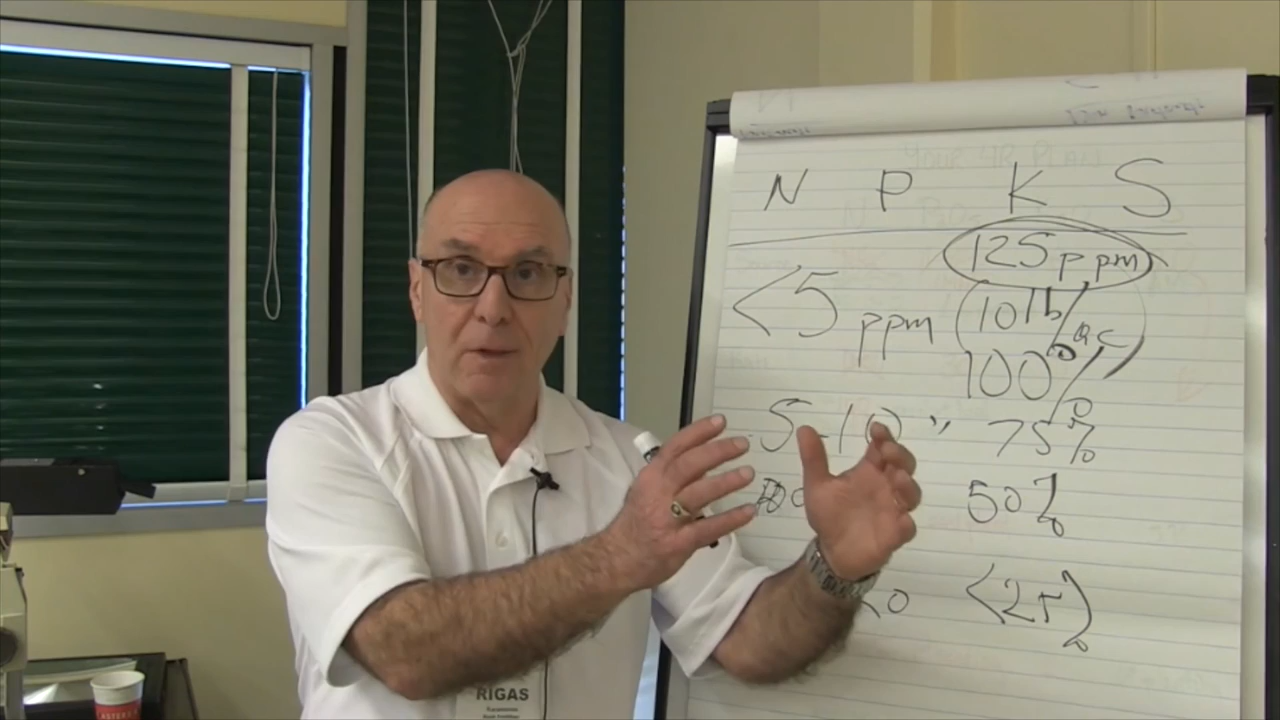 N P K S
125 ppm
<5 ppm
10 lb/ac
100%
5-10 " 75%
50%
<25%
RIGAS